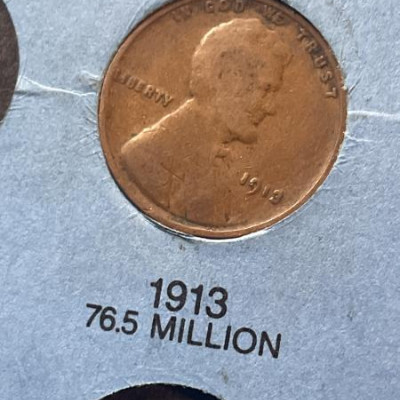 IN GOD WE TRUST
LIBERTY
1913
1913
76.5 MILLION